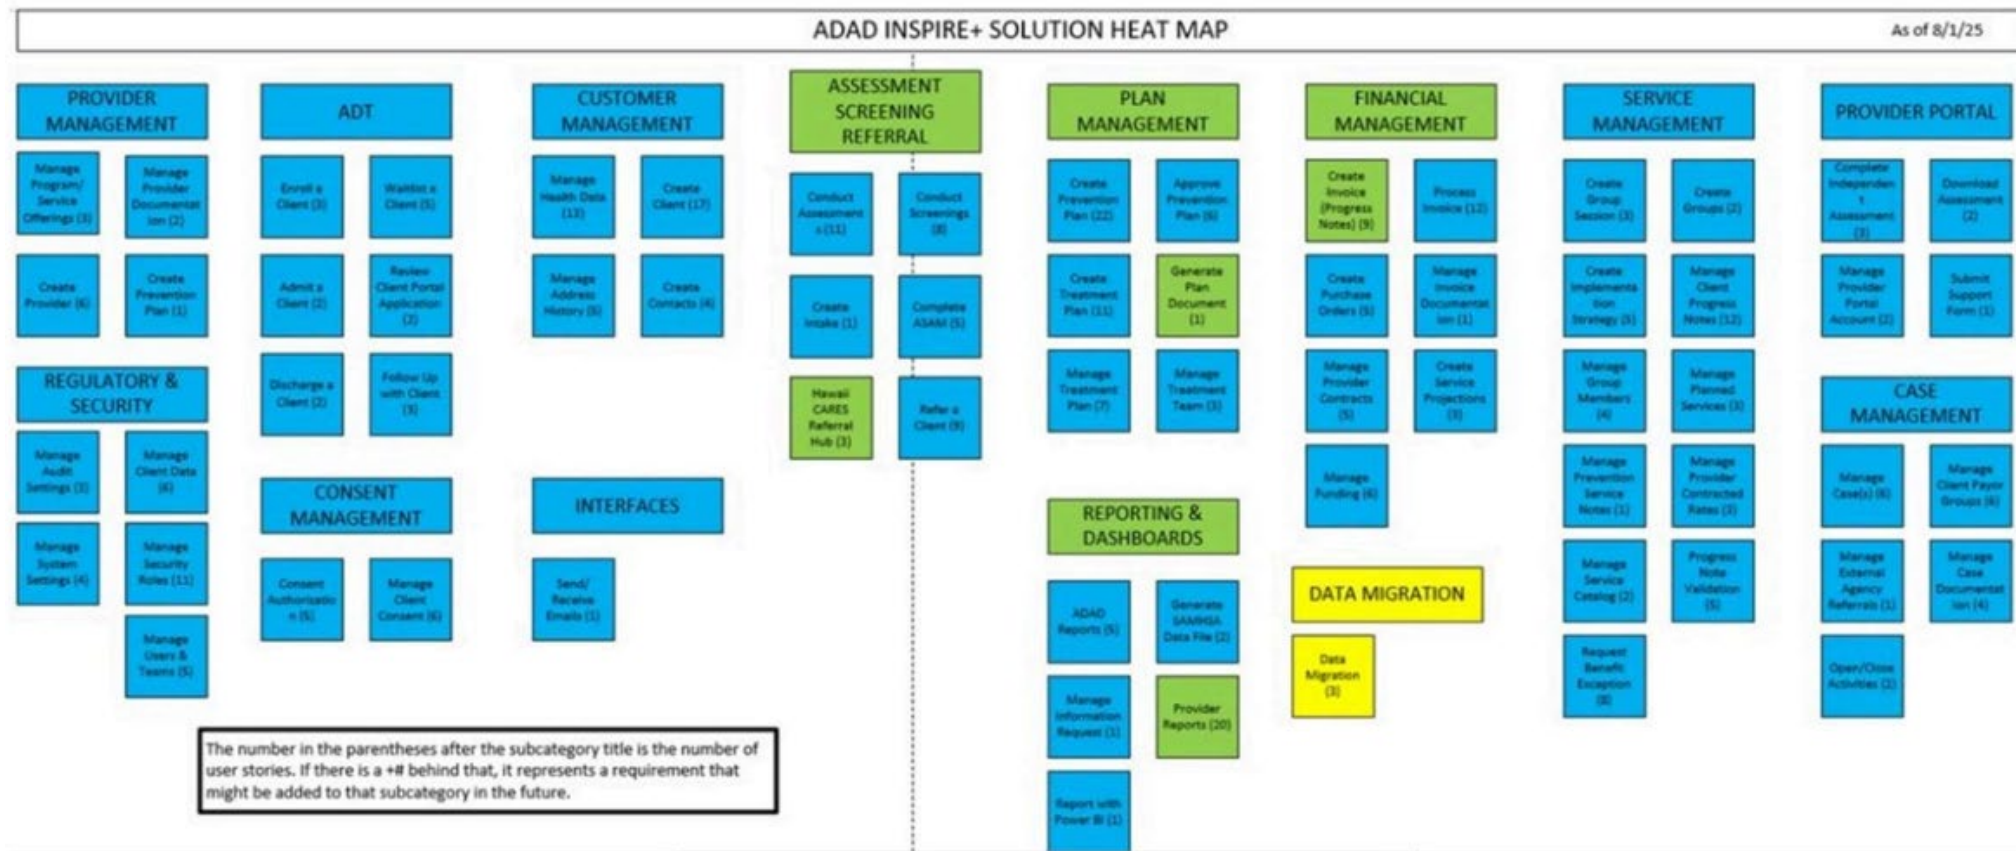 ADAD INSPIRE+ SOLUTION HEAT MAP
As of 8/1/25
PROVIDER
MANAGEMENT
Manage
Program/
Service
Offerings (3)
Manage
Provider
Documentat
ion (2)
Create
Provider (6)
Create
Prevention
Plan (1)
REGULATORY &
SECURITY
Manage
Audit
Settings
Manage
Client Data
(6)
Manage
System
Settings (4)
Manage
Security
Roles (11)
Manage
Users &
Teams (5)
ADT
Enroll a
Client (3)
Waitlist a
Client (5)
Admit a
Client (2)
Review
Client Portal
Application
(2)
Discharge a
Client (2)
Follow Up
with Client
CONSENT
MANAGEMENT
Consent
Authorizatio
n (5)
Manage
Client
Consent (6)
CUSTOMER
MANAGEMENT
Manage
Health Data
(13)
Create
Client (17)
Manage
Address
History
Create
Contacts (4)
INTERFACES
Send/
Receive
Emails (1)
ASSESSMENT
SCREENING
REFERRAL
Conduct
Assessment
s (11)
Conduct
Screenings
(8)
Create
Intake (1)
Complete
ASAM (5)
Hawaii
CARES
Referral
Hub (3)
Refer a
Client (9)
PLAN
MANAGEMENT
Create
Prevention
Plan (22)
Approve
Prevention
Plan (6)
Create
Treatment
Plan (11)
Generate
Plan
Document
(1)
Manage
Treatment
Plan (7)
Manage
Treatment
Team
REPORTING &
DASHBOARDS
ADAD
Reports (5)
Generate
SAMHSA
Data File (2)
Manage
Information
Request (1)
Provider
Reports (20)
Report with
Power BI (1)
FINANCIAL
MANAGEMENT
Create
Invoice
(Progress
Notes) (9)
Process
Invoice (12)
Create
Purchase
Orders (5)
Manage
Invoice
Documentat
ion (1)
Manage
Provider
Contracts
(5)
Create
Service
Projections
(3)
Manage
Funding (6)
DATA MIGRATION
Data
Migration
(3)
SERVICE
MANAGEMENT
Create
Group
Session (3)
Create
Groups (2)
Create
Implementa
tion
Strategy (5)
Manage
Client
Progress
Notes (12)
Manage
Group
Members
(4)
Manage
Planned
Services (3)
Manage
Prevention
Service
Notes (1)
Manage
Provider
Contracted
Rates
Manage
Service
Catalog (2)
Progress
Note
Validation
(5)
Request
Benefit
Exception
(8)
PROVIDER PORTAL
Complete
Independen
t
Assessment
(3)
Download
Assessment
(2)
Manage
Provider
Portal
Account (2)
Submit
Support
Form (1)
CASE
MANAGEMENT
Manage
Case(s) (6)
Manage
Client Payor
Groups (6)
Manage
External
Agency
Referrals (1)
Manage
Case
Documentat
ion (4)
Open/Close
Activities (2)
The number in the parentheses after the subcategory title is the number of
user stories. If there is a +# behind that, it represents a requirement that
might be added to that subcategory in the future.